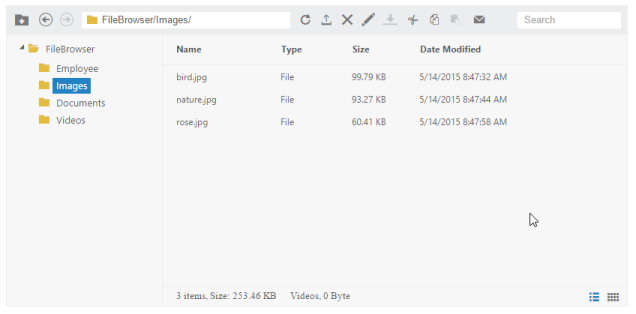 FileBrowser/Images/ Search
FileBrowser
Employee
Images
Documents
Videos
Name Type Size Date Modified
bird.jpg File 99.79 KB 5/14/2015 8:47:32 AM
nature.jpg File 93.27 KB 5/14/2015 8:47:44 AM
rose.jpg File 60.41 KB 5/14/2015 8:47:58 AM
3 items, Size: 253.46 KB Videos, 0 Byte